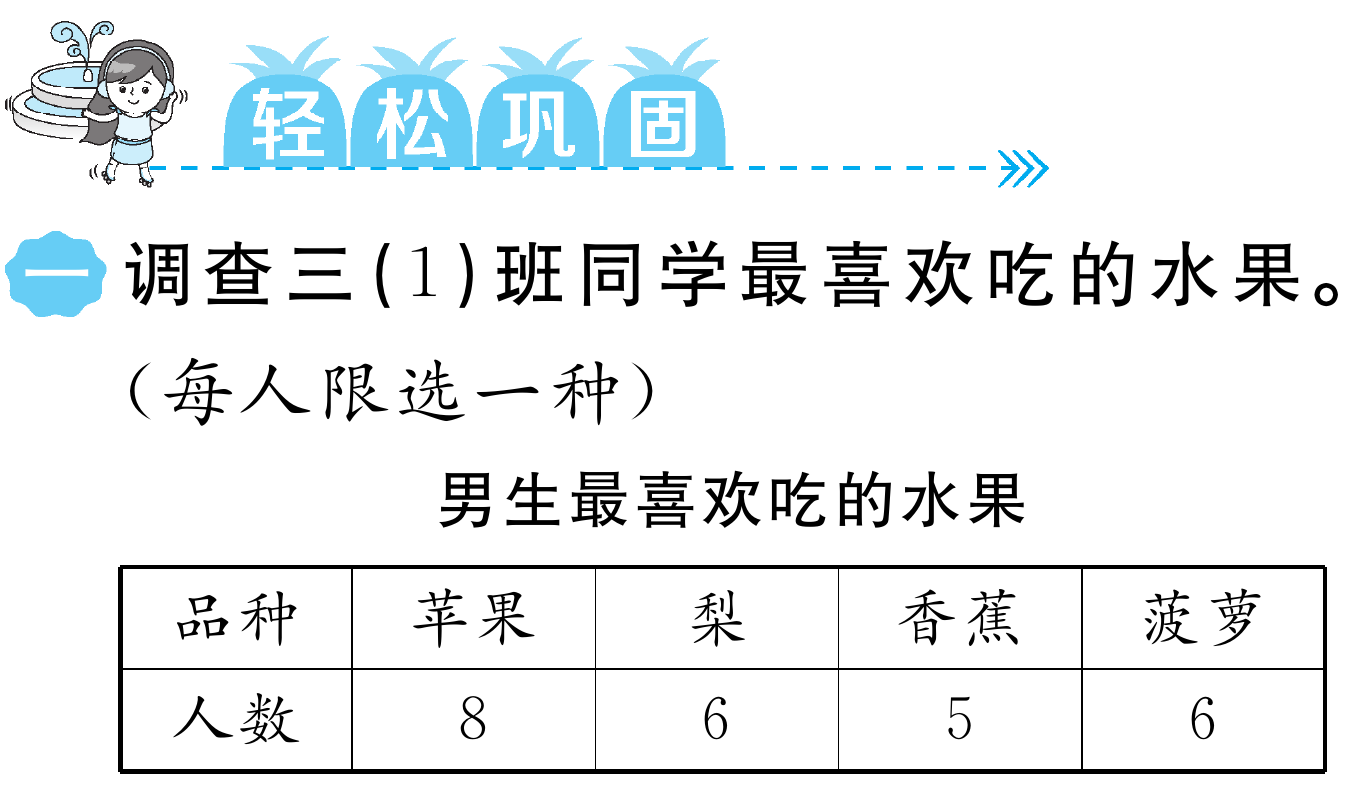 轻松巩固
一 调查三(1)班同学最喜欢吃的水果。
(每人限选一种)
男生最喜欢吃的水果
品种 苹果 梨 香蕉 菠萝
人数 8 6 5 6